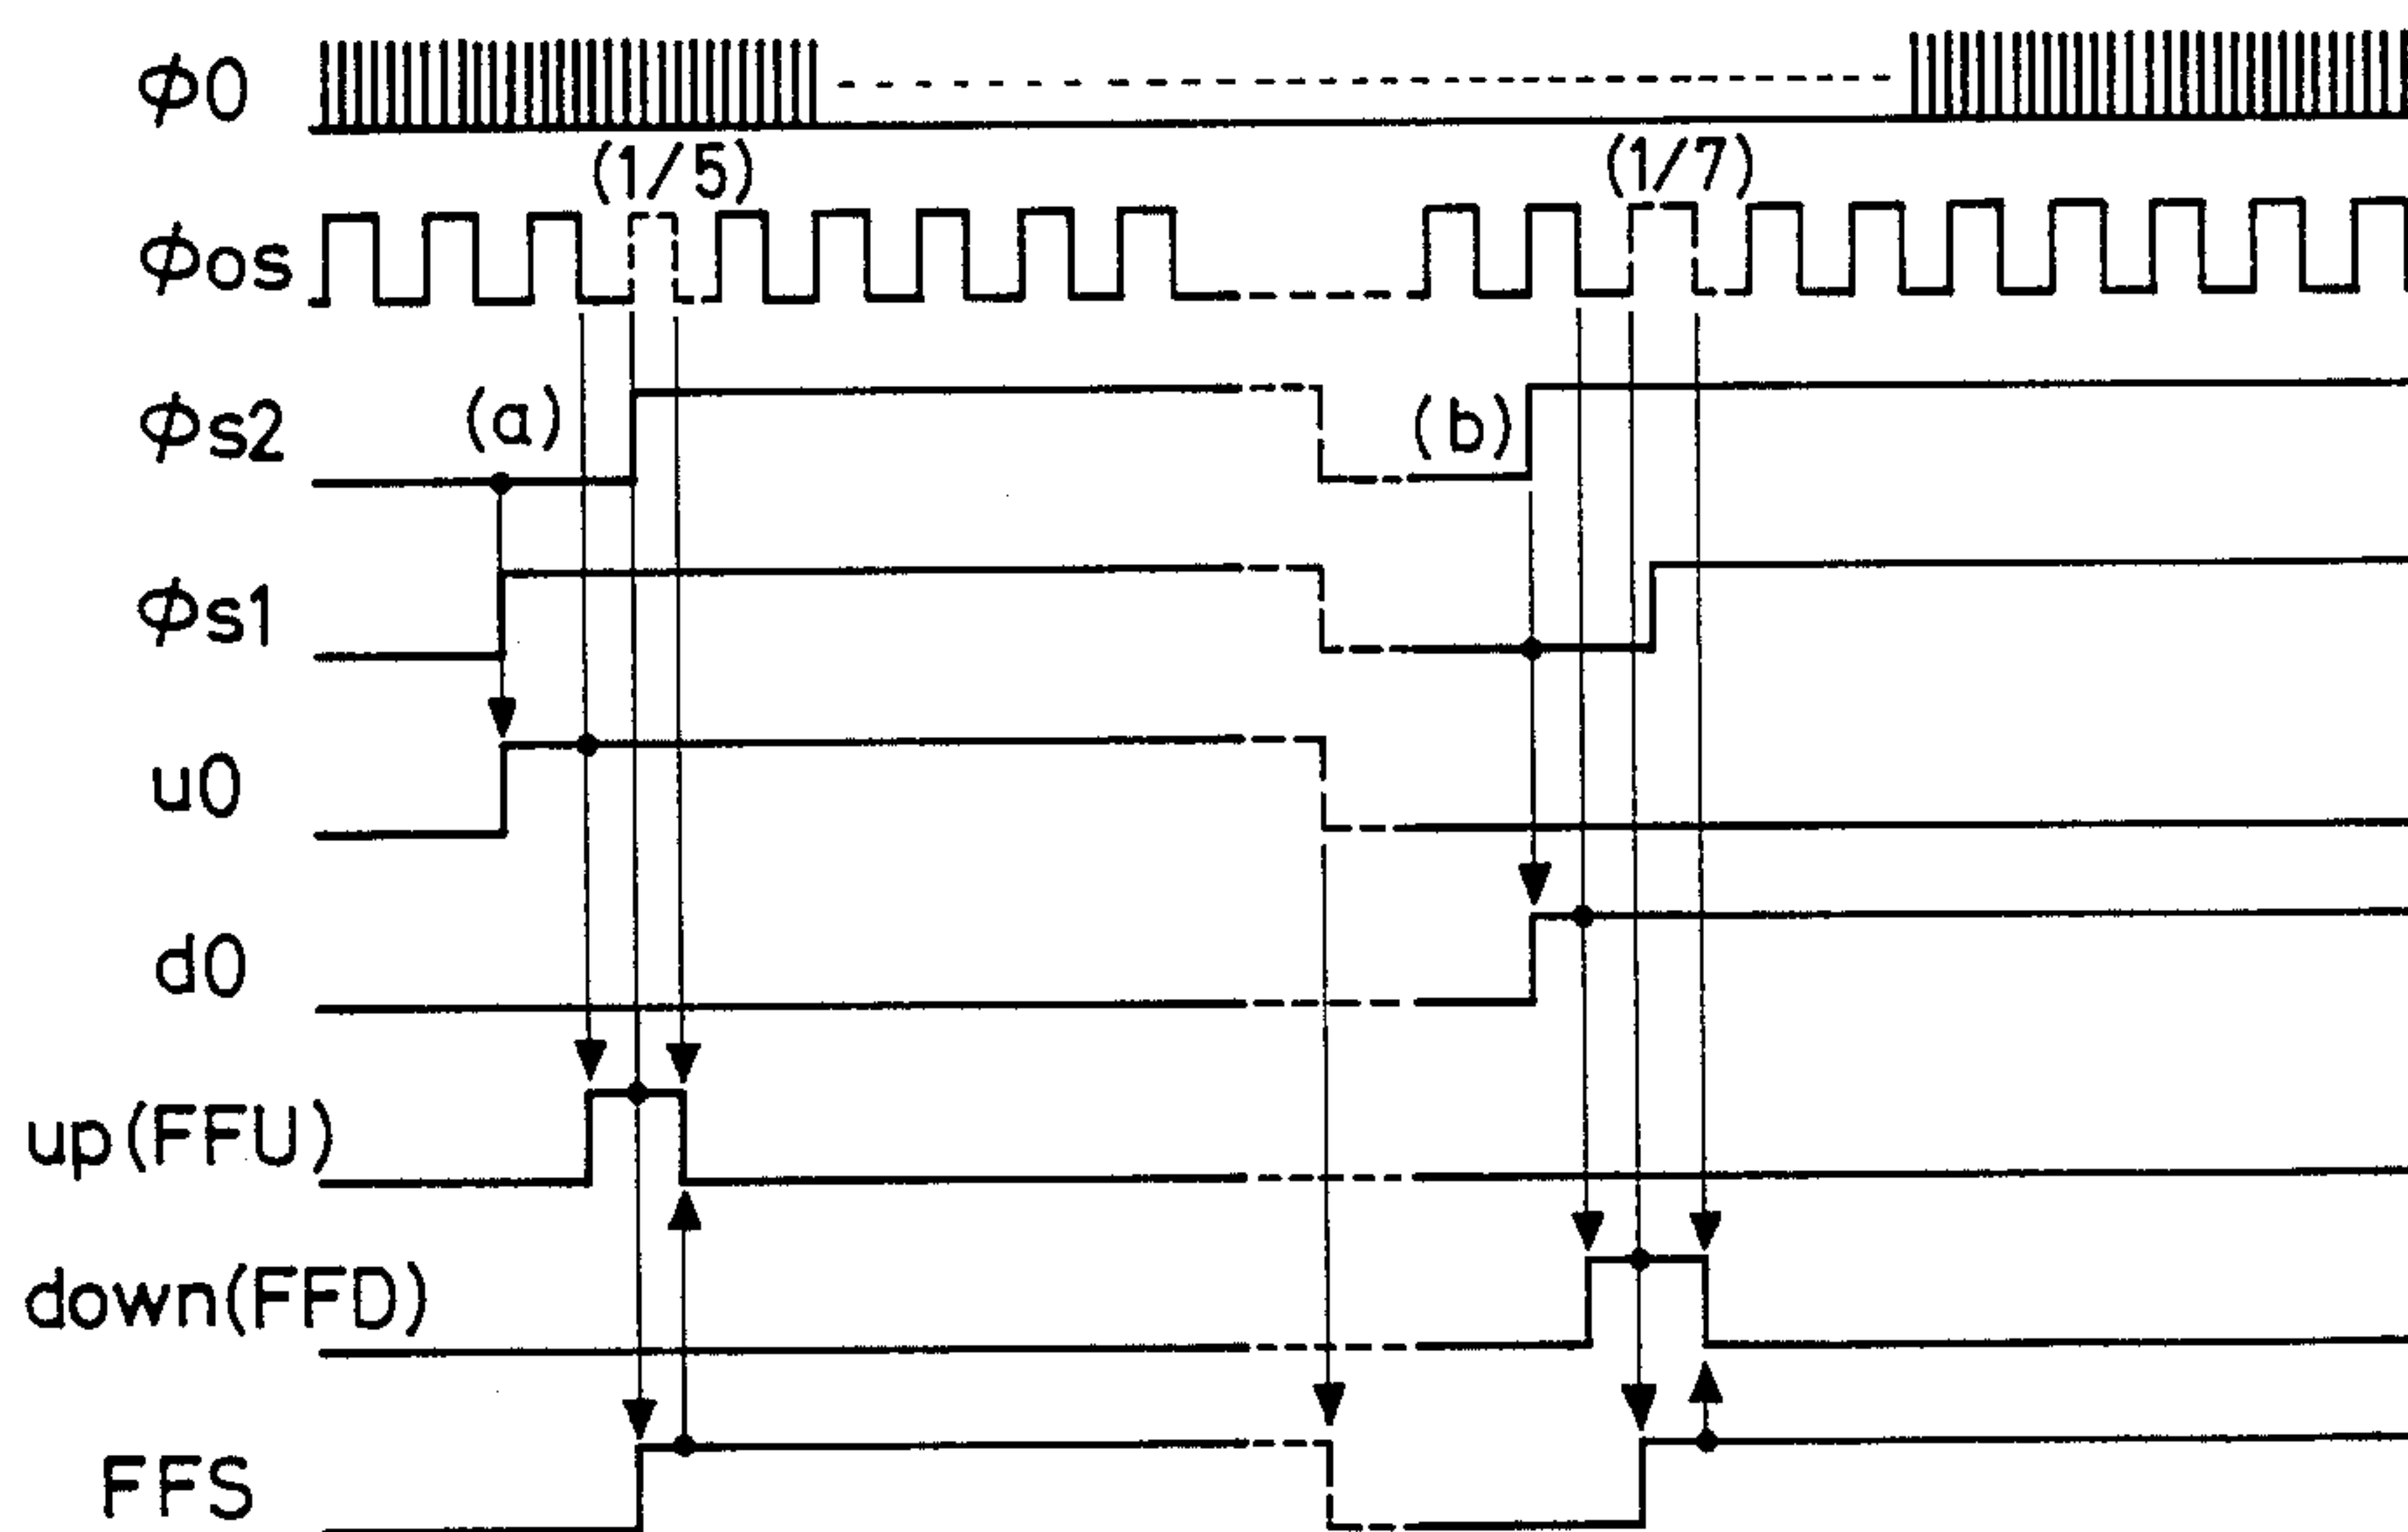 ϕ0
(1/5)
(1/7)
ϕos
(a)
(b)
ϕs2
ϕs1
u0
d0
up(FFU)
down(FFD)
FFS